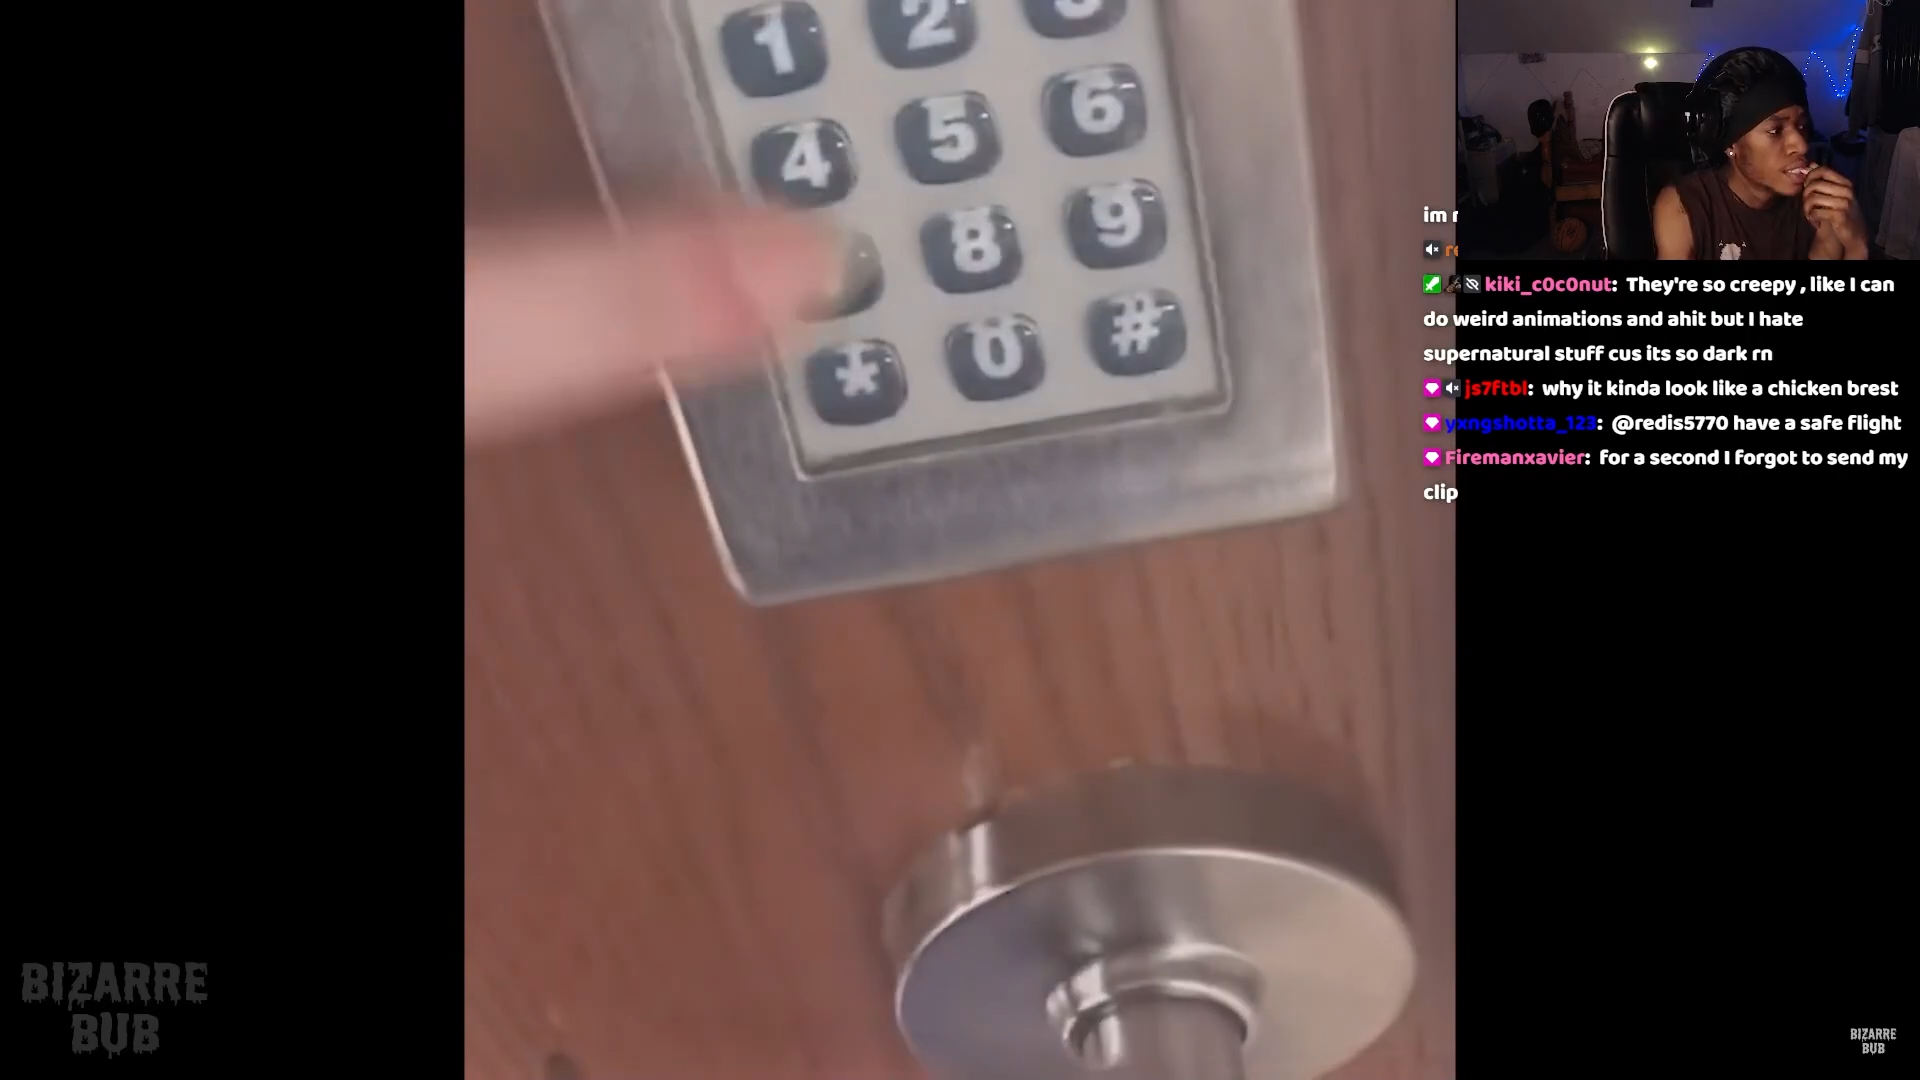 1 2 3
4 5 6
8 9
* 0 #
im r
re
kiki_c0c0nut: They're so creepy , like I can
do weird animations and ahit but I hate
supernatural stuff cus its so dark rn
js7ftbl: why it kinda look like a chicken brest
yxngshotta_123: @redis5770 have a safe flight
Firemanxavier: for a second I forgot to send my
clip
BIZARRE
BUB
BIZARRE
BUB